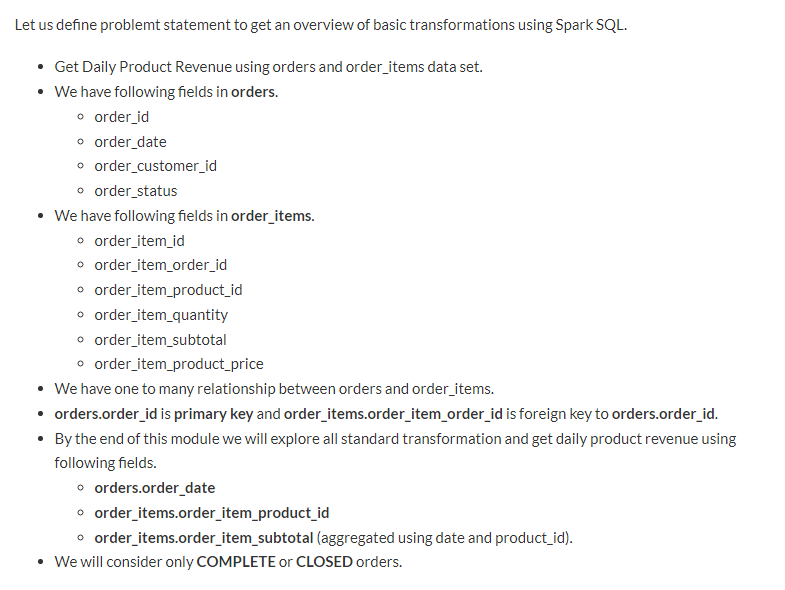 Let us define problemt statement to get an overview of basic transformations using Spark SQL.
Get Daily Product Revenue using orders and order_items data set.
We have following fields in orders.
order_id
order_date
order_customer_id
order_status
We have following fields in order_items.
order_item_id
order_item_order_id
order_item_product_id
order_item_quantity
order_item_subtotal
order_item_product_price
We have one to many relationship between orders and order_items.
orders.order_id is primary key and order_items.order_item_order_id is foreign key to orders.order_id.
By the end of this module we will explore all standard transformation and get daily product revenue using
following fields.
orders.order_date
order_items.order_item_product_id
order_items.order_item_subtotal (aggregated using date and product_id).
We will consider only COMPLETE or CLOSED orders.